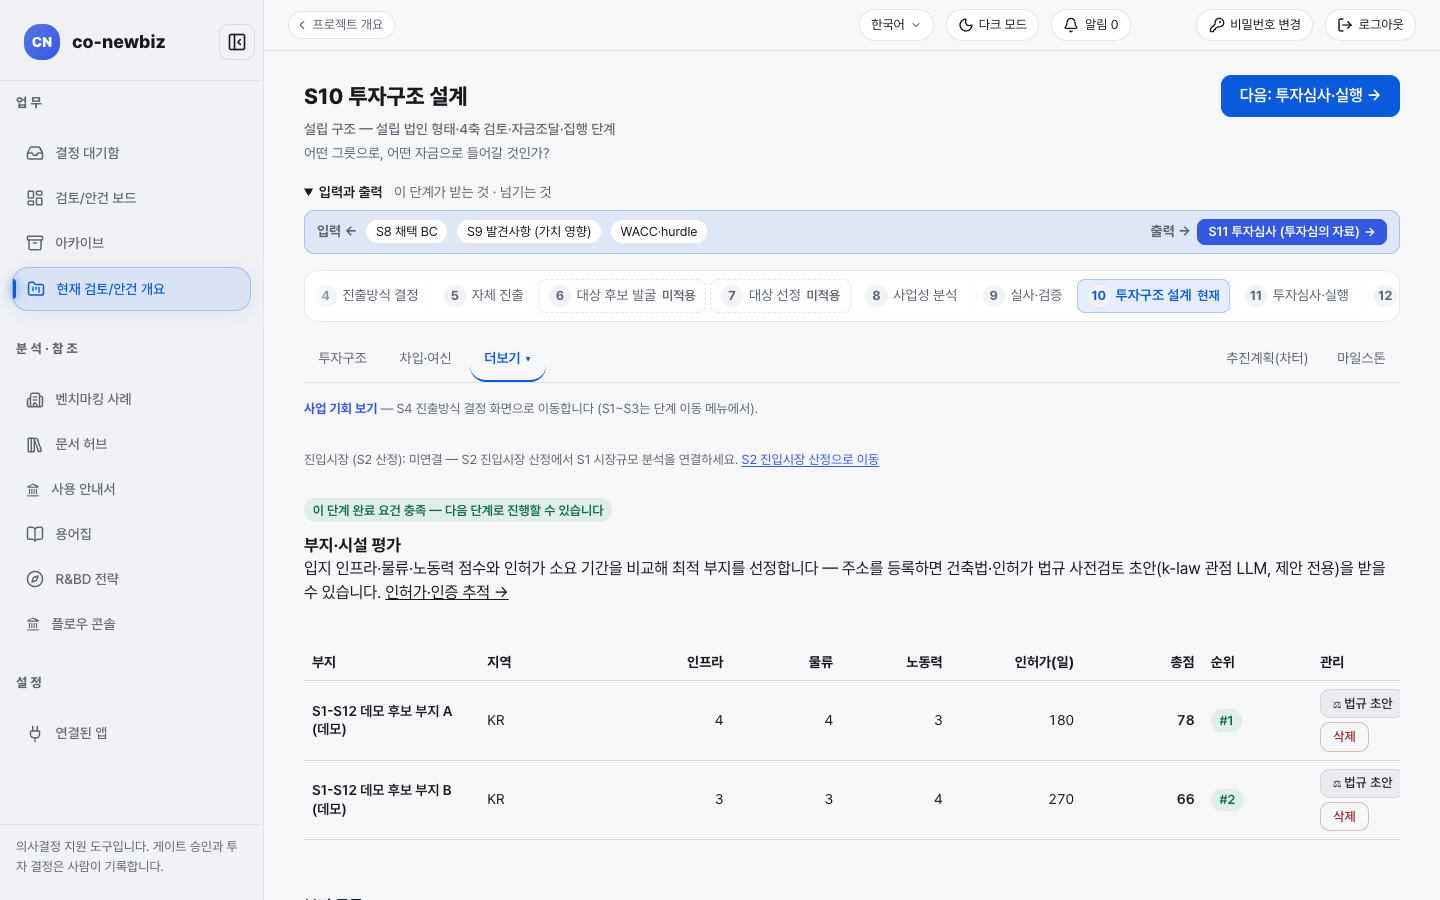 CN co-newbiz
업무
결정 대기함
검토/안건 보드
아카이브
현재 검토/안건 개요
분석·참조
벤치마킹 사례
문서 허브
사용 안내서
용어집
R&BD 전략
플로우 콘솔
설정
연결된 앱
의사결정 지원 도구입니다. 게이트 승인과 투
자 결정은 사람이 기록합니다.
프로젝트 개요 한국어 다크 모드 알림 0 비밀번호 변경 로그아웃
S10 투자구조 설계
다음: 투자심사·실행 →
설립 구조 — 설립 법인 형태·4축 검토·자금조달·집행 단계
어떤 그릇으로, 어떤 자금으로 들어갈 것인가?
▼ 입력과 출력 이 단계가 받는 것 · 넘기는 것
입력 ← S8 채택 BC S9 발견사항 (가치 영향) WACC·hurdle 출력 → S11 투자심사 (투자심의 자료) →
4 진출방식 결정 5 자체 진출 6 대상 후보 발굴 미적용 7 대상 선정 미적용 8 사업성 분석 9 실사·검증 10 투자구조 설계 현재 11 투자심사·실행 12
투자구조 차입·여신 더보기 ▾ 추진계획(차터) 마일스톤
사업 기회 보기 — S4 진출방식 결정 화면으로 이동합니다 (S1~S3는 단계 이동 메뉴에서).
진입시장 (S2 산정): 미연결 — S2 진입시장 산정에서 S1 시장규모 분석을 연결하세요. S2 진입시장 산정으로 이동
이 단계 완료 요건 충족 — 다음 단계로 진행할 수 있습니다
부지·시설 평가
입지 인프라·물류·노동력 점수와 인허가 소요 기간을 비교해 최적 부지를 선정합니다 — 주소를 등록하면 건축법·인허가 법규 사전검토 초안(k-law 관점 LLM, 제안 전용)을 받을
수 있습니다. 인허가·인증 추적 →
부지 지역 인프라 물류 노동력 인허가(일) 총점 순위 관리
S1-S12 데모 후보 부지 A
(데모) KR 4 4 3 180 78 #1 ⚖ 법규 초안
삭제
S1-S12 데모 후보 부지 B
(데모) KR 3 3 4 270 66 #2 ⚖ 법규 초안
삭제